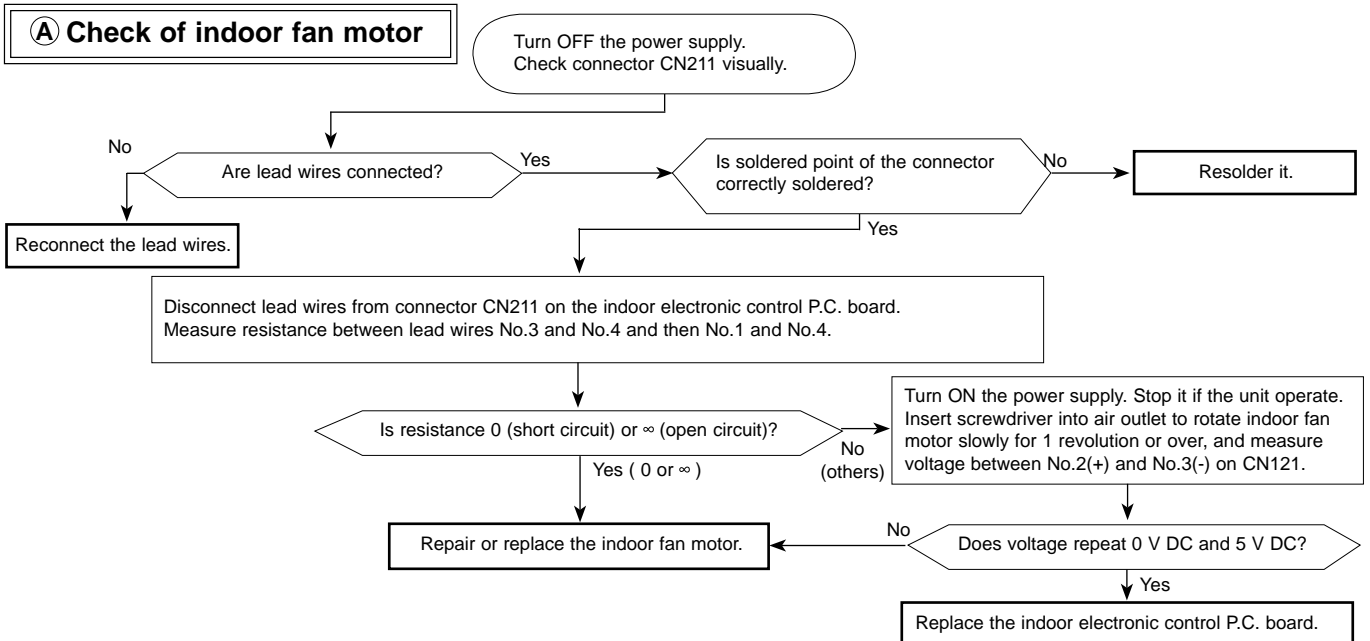 Ⓐ Check of indoor fan motor
Turn OFF the power supply.
Check connector CN211 visually.
No
Are lead wires connected?
Yes
Is soldered point of the connector
correctly soldered?
No
Resolder it.
Reconnect the lead wires.
Yes
Disconnect lead wires from connector CN211 on the indoor electronic control P.C. board.
Measure resistance between lead wires No.3 and No.4 and then No.1 and No.4.
Is resistance 0 (short circuit) or ∞ (open circuit)?
No
(others)
Turn ON the power supply. Stop it if the unit operate.
Insert screwdriver into air outlet to rotate indoor fan
motor slowly for 1 revolution or over, and measure
voltage between No.2(+) and No.3(-) on CN121.
Yes ( 0 or ∞ )
Repair or replace the indoor fan motor.
No
Does voltage repeat 0 V DC and 5 V DC?
Yes
Replace the indoor electronic control P.C. board.